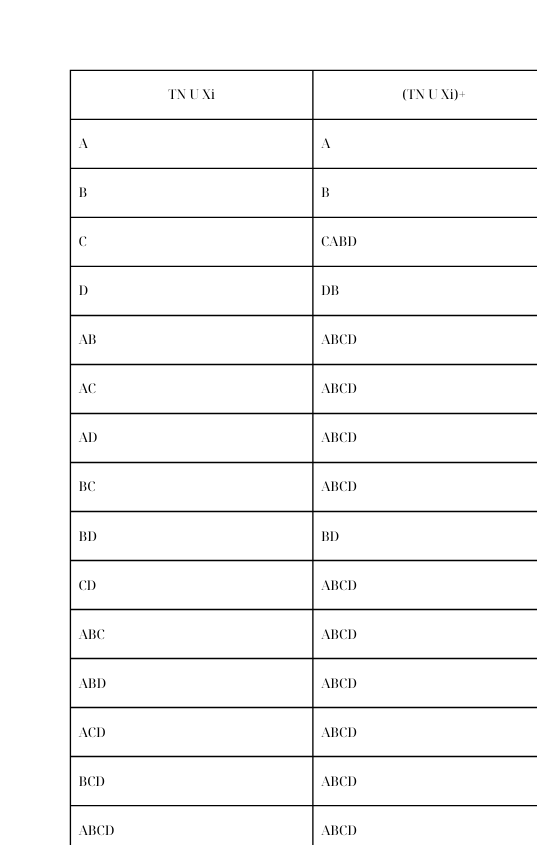 TN U Xi (TN U Xi)+
A A
B B
C CABD
D DB
AB ABCD
AC ABCD
AD ABCD
BC ABCD
BD BD
CD ABCD
ABC ABCD
ABD ABCD
ACD ABCD
BCD ABCD
ABCD ABCD